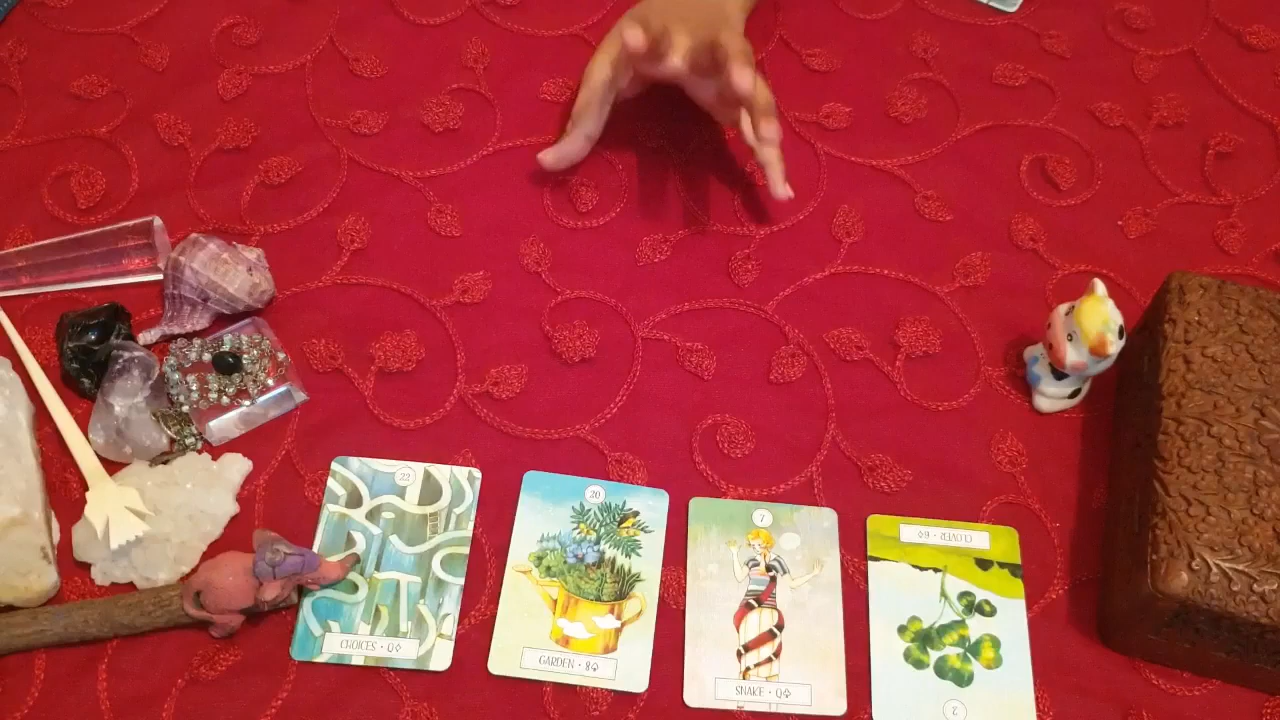 22
CHOICES • Q♢
20
GARDEN • 8♤
7
SNAKE • Q♧
CLOVER • 6♢
2